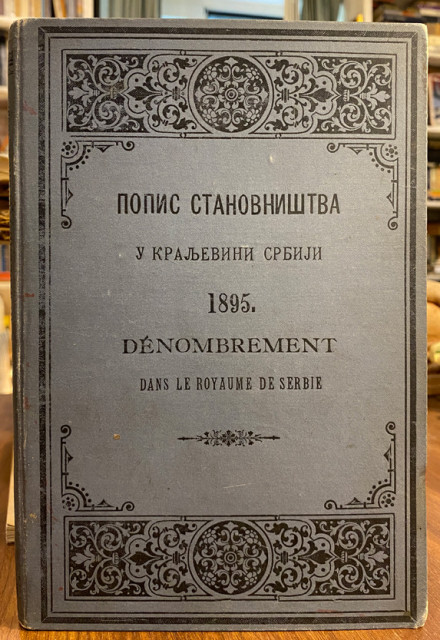 ПОПИС СТАНОВНИШТВА
У КРАЉЕВИНИ СРБИЈИ
1895.
DÉNOMBREMENT
DANS LE ROYAUME DE SERBIE